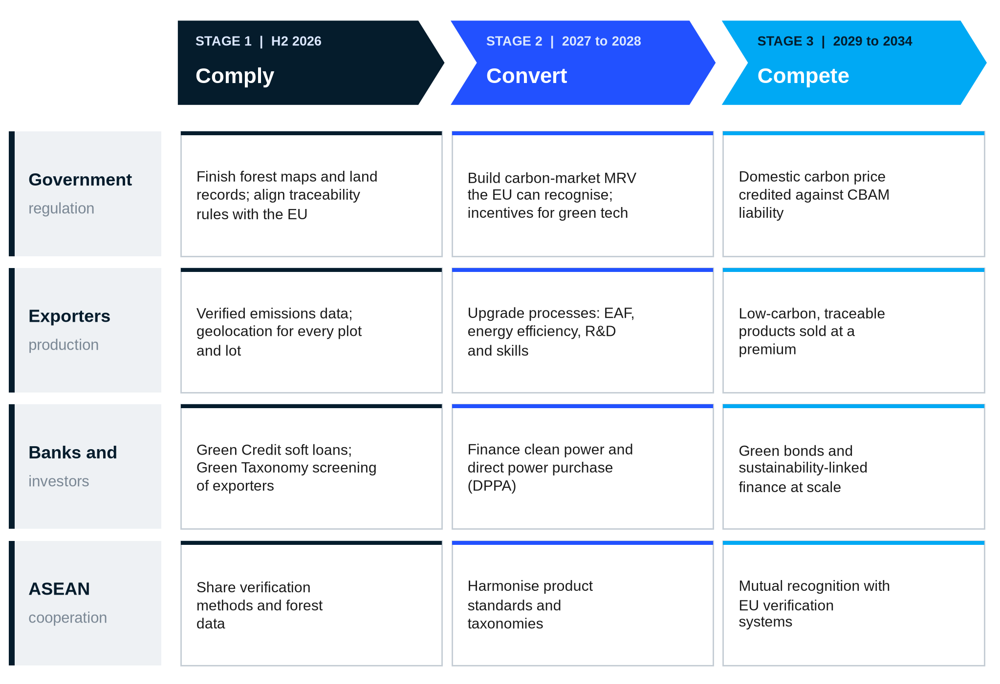 STAGE 1 | H2 2026
Comply
STAGE 2 | 2027 to 2028
Convert
STAGE 3 | 2029 to 2034
Compete
Government
regulation
Finish forest maps and land
records; align traceability
rules with the EU
Build carbon-market MRV
the EU can recognise;
incentives for green tech
Domestic carbon price
credited against CBAM
liability
Exporters
production
Verified emissions data;
geolocation for every plot
and lot
Upgrade processes: EAF,
energy efficiency, R&D
and skills
Low-carbon, traceable
products sold at a
premium
Banks and
investors
Green Credit soft loans;
Green Taxonomy screening
of exporters
Finance clean power and
direct power purchase
(DPPA)
Green bonds and
sustainability-linked
finance at scale
ASEAN
cooperation
Share verification
methods and forest
data
Harmonise product
standards and
taxonomies
Mutual recognition with
EU verification
systems